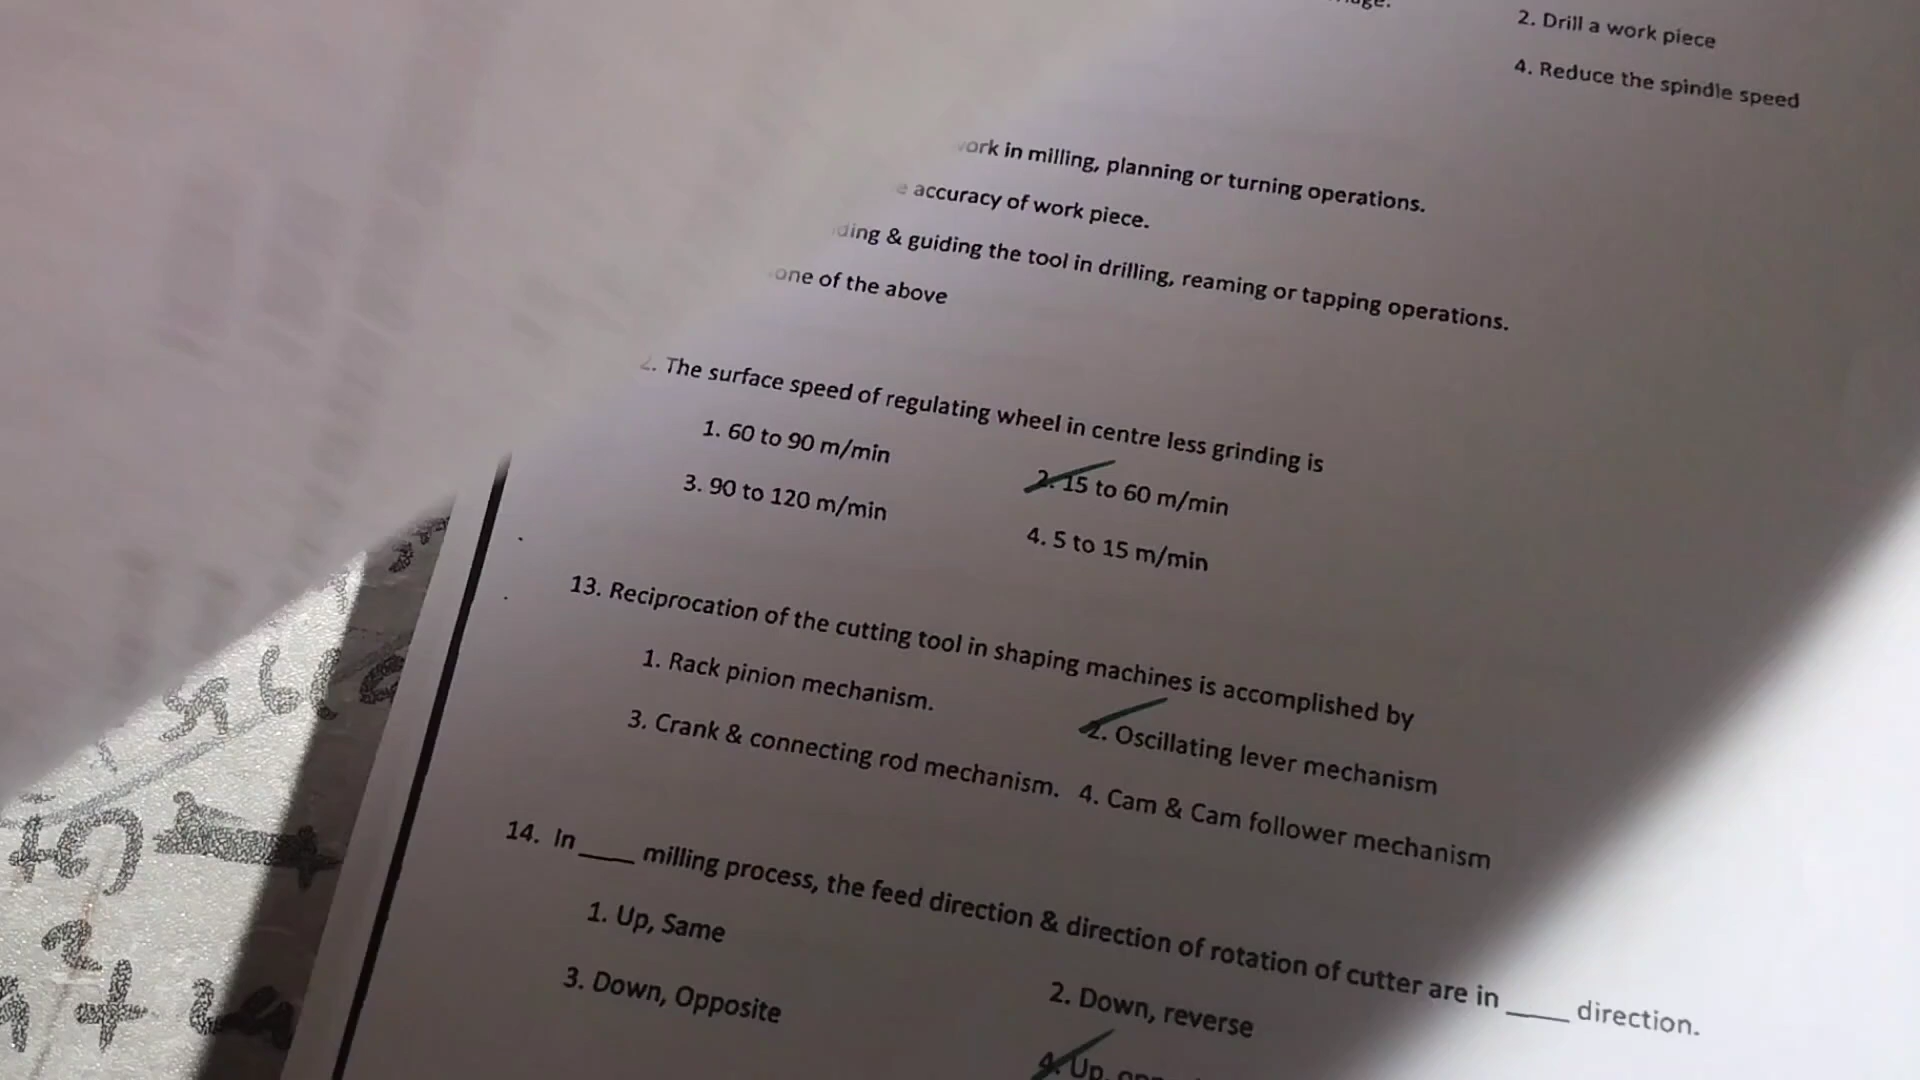 2. Drill a work piece
4. Reduce the spindle speed
in milling, planning or turning operations.
accuracy of work piece.
& guiding the tool in drilling, reaming or tapping operations.
of the above
The surface speed of regulating wheel in centre less grinding is
1. 60 to 90 m/min
2. 15 to 60 m/min
3. 90 to 120 m/min
4. 5 to 15 m/min
13. Reciprocation of the cutting tool in shaping machines is accomplished by
1. Rack pinion mechanism.
2. Oscillating lever mechanism
3. Crank & connecting rod mechanism.
4. Cam & Cam follower mechanism
14. In ____ milling process, the feed direction & direction of rotation of cutter are in ____ direction.
1. Up, Same
2. Down, reverse
3. Down, Opposite
4. Up,